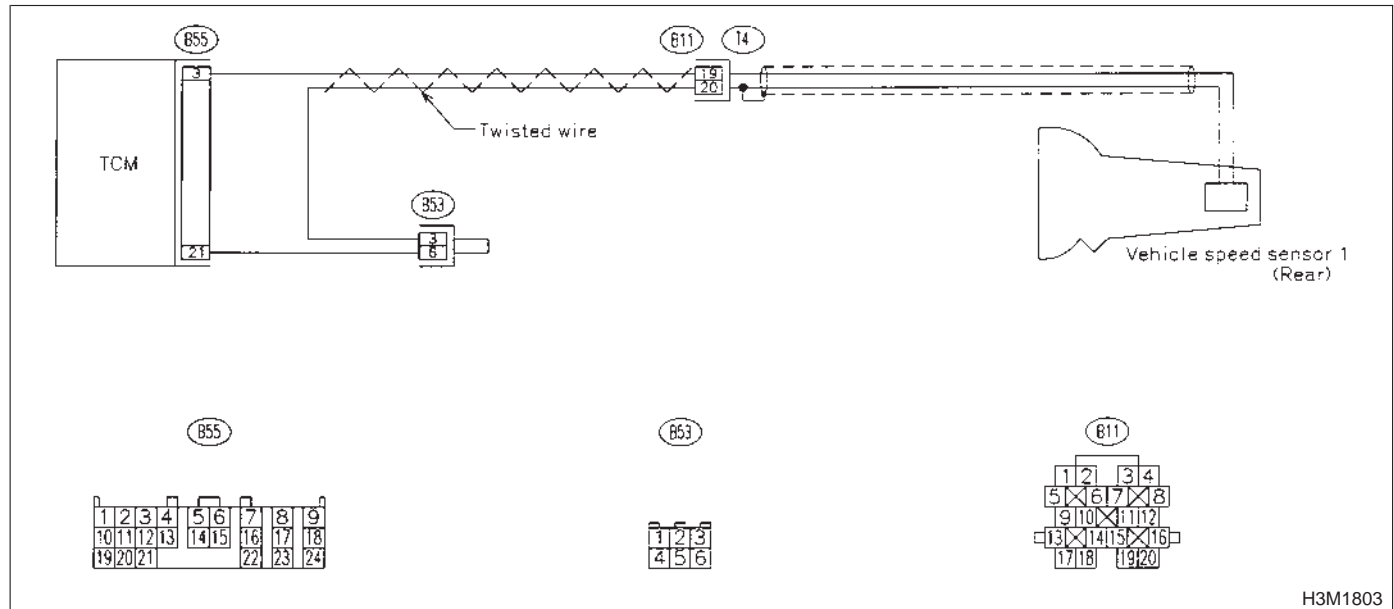 B55
B11
T4
3
19
20
Twisted wire
TCM
B53
3
6
21
Vehicle speed sensor 1
(Rear)
B55
B53
B11
1 2 3 4 5 6 7 8 9
10 11 12 13 14 15 16 17 18
19 20 21 22 23 24
1 2 3
4 5 6
1 2 3 4
5 6 7 8
9 10 11 12
13 14 15 16
17 18 19 20
H3M1803